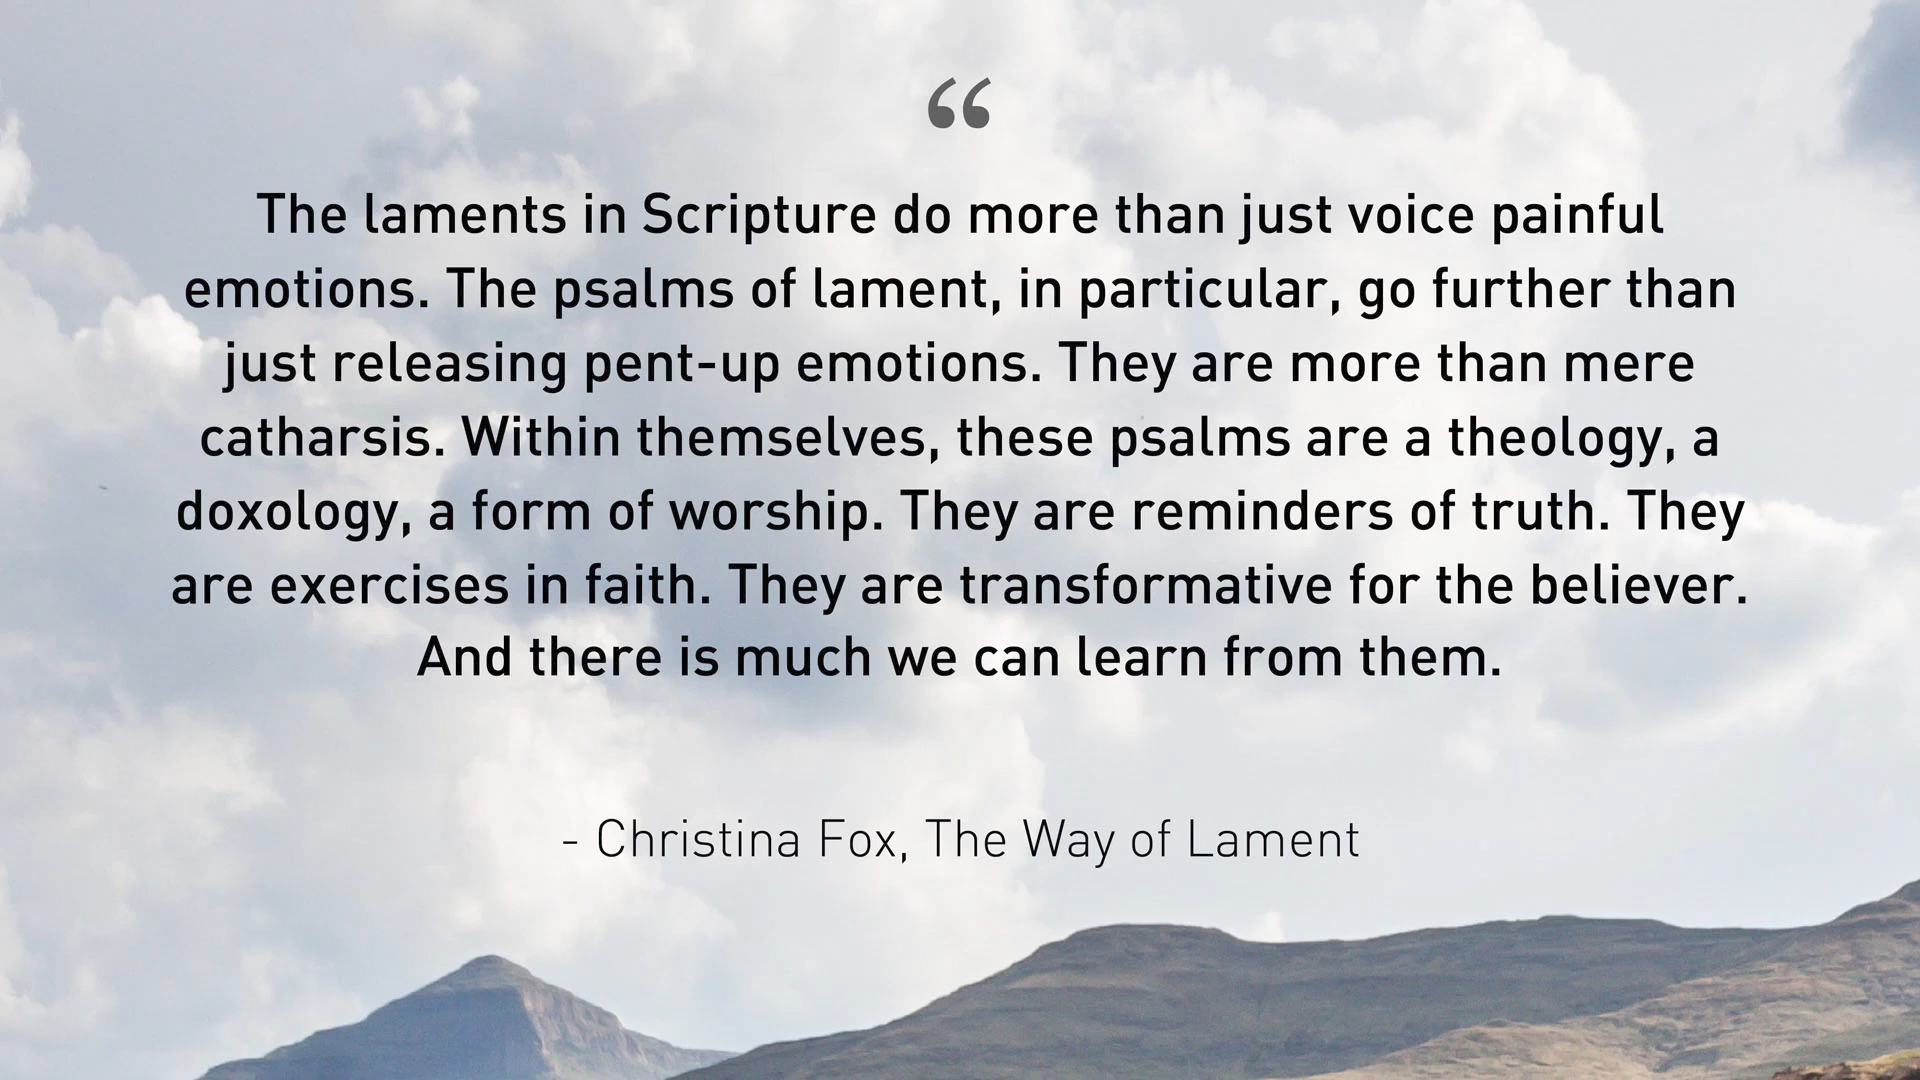 “
The laments in Scripture do more than just voice painful
emotions. The psalms of lament, in particular, go further than
just releasing pent-up emotions. They are more than mere
catharsis. Within themselves, these psalms are a theology, a
doxology, a form of worship. They are reminders of truth. They
are exercises in faith. They are transformative for the believer.
And there is much we can learn from them.
- Christina Fox, The Way of Lament